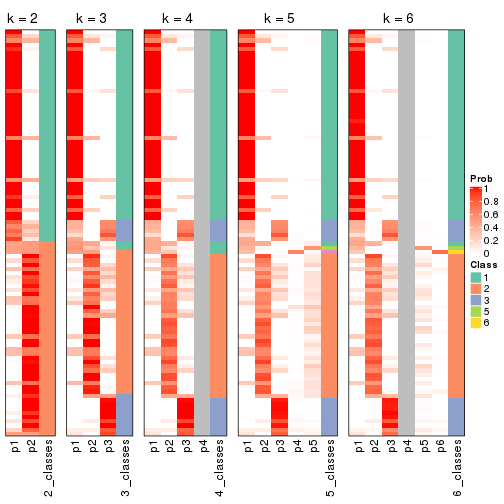 k = 2 k = 3 k = 4 k = 5 k = 6
Prob
1
0.8
0.6
0.4
0.2
0
Class
1
2
3
5
6
p1 p2 2_classes p1 p2 p3 3_classes p1 p2 p3 p4 4_classes p1 p2 p3 p4 p5 5_classes p1 p2 p3 p4 p5 p6 6_classes